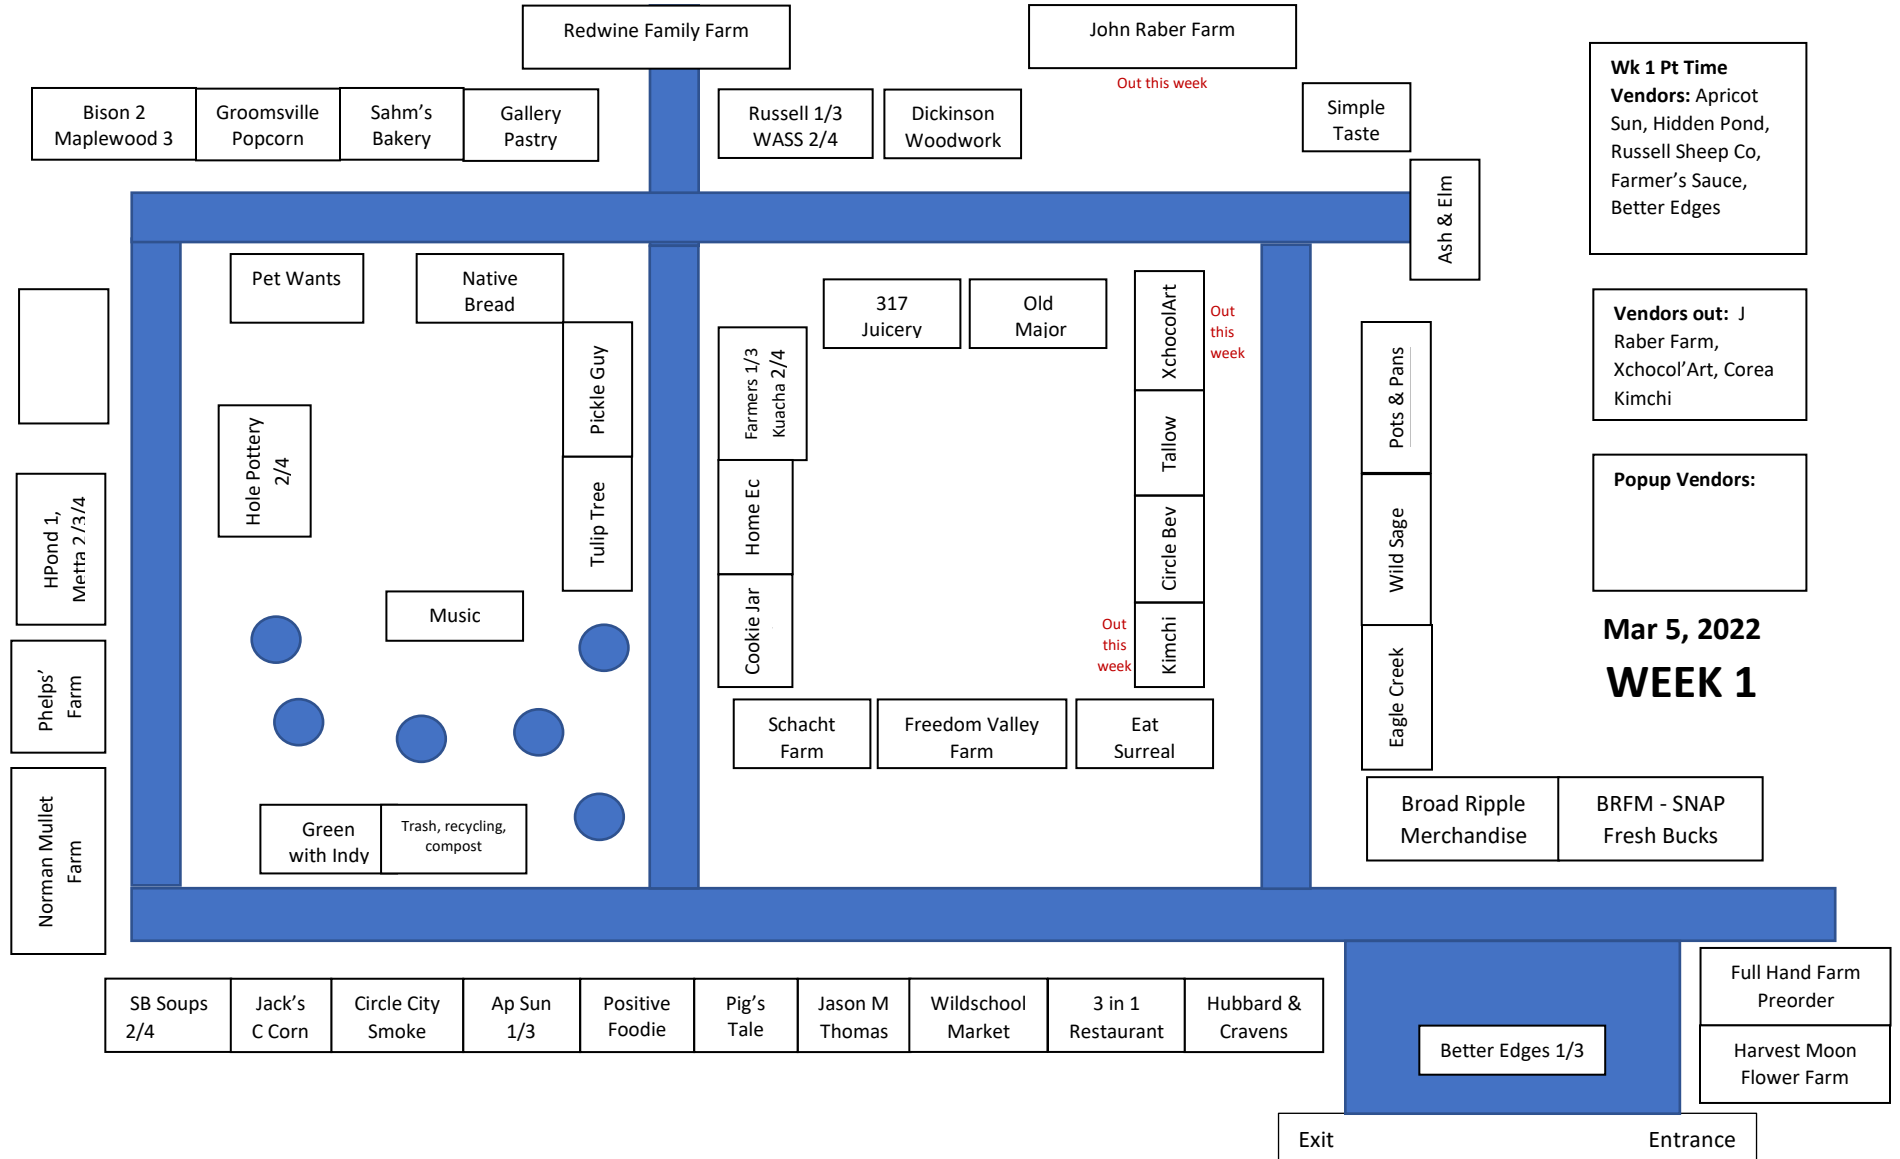 Redwine Family Farm
John Raber Farm
Out this week
Bison 2
Maplewood 3
Groomsville
Popcorn
Sahm's
Bakery
Gallery
Pastry
Russell 1/3
WASS 2/4
Dickinson
Woodwork
Simple
Taste
Ash & Elm
Wk 1 Pt Time
Vendors: Apricot
Sun, Hidden Pond,
Russell Sheep Co,
Farmer's Sauce,
Better Edges
Pet Wants
Native
Bread
317
Juicery
Old
Major
XchocolArt
Out
this
week
Vendors out: J
Raber Farm,
Xchocol'Art, Corea
Kimchi
Pickle Guy
Farmers 1/3
Kuacha 2/4
Tallow
Pots & Pans
Hole Pottery
2/4
Tulip Tree
Home Ec
Circle Bev
Wild Sage
Popup Vendors:
HPond 1,
Metta 2/3/4
Music
Cookie Jar
Out
this
week
Kimchi
Eagle Creek
Mar 5, 2022
WEEK 1
Phelps'
Farm
Schacht
Farm
Freedom Valley
Farm
Eat
Surreal
Norman Mullet
Farm
Green
with Indy
Trash, recycling,
compost
Broad Ripple
Merchandise
BRFM - SNAP
Fresh Bucks
SB Soups
2/4
Jack's
C Corn
Circle City
Smoke
Ap Sun
1/3
Positive
Foodie
Pig's
Tale
Jason M
Thomas
Wildschool
Market
3 in 1
Restaurant
Hubbard &
Cravens
Full Hand Farm
Preorder
Better Edges 1/3
Harvest Moon
Flower Farm
Exit
Entrance